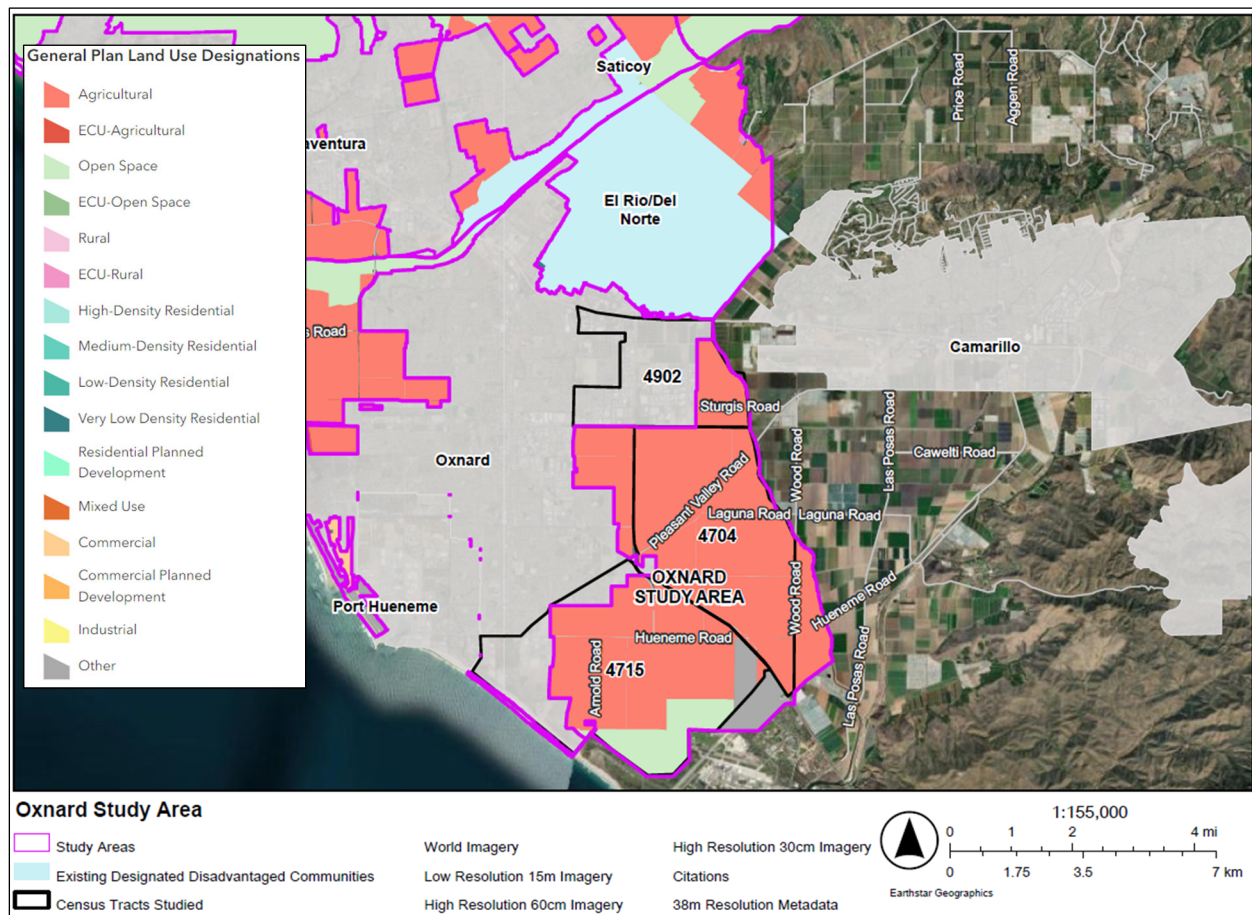 General Plan Land Use Designations
Agricultural
ECU-Agricultural
Open Space
ECU-Open Space
Rural
ECU-Rural
High-Density Residential
Medium-Density Residential
Low-Density Residential
Very Low Density Residential
Residential Planned
Development
Mixed Use
Commercial
Commercial Planned
Development
Industrial
Other
Saticoy
Price Road
Aggen Road
aventura
El Rio/Del
Norte
s Road
Camarillo
4902
Sturgis Road
Oxnard
Las Posas Road
Cawelti Road
Wood Road
Pleasant Valley Road
Laguna Road
Laguna Road
4704
OXNARD
STUDY AREA
Wood Road
Hueneme Road
Port Hueneme
Hueneme Road
4715
Arnold Road
Las Posas Road
Oxnard Study Area
Study Areas
Existing Designated Disadvantaged Communities
Census Tracts Studied
World Imagery
Low Resolution 15m Imagery
High Resolution 60cm Imagery
High Resolution 30cm Imagery
Citations
38m Resolution Metadata
Earthstar Geographics
1:155,000
0 1 2 4 mi
0 1.75 3.5 7 km